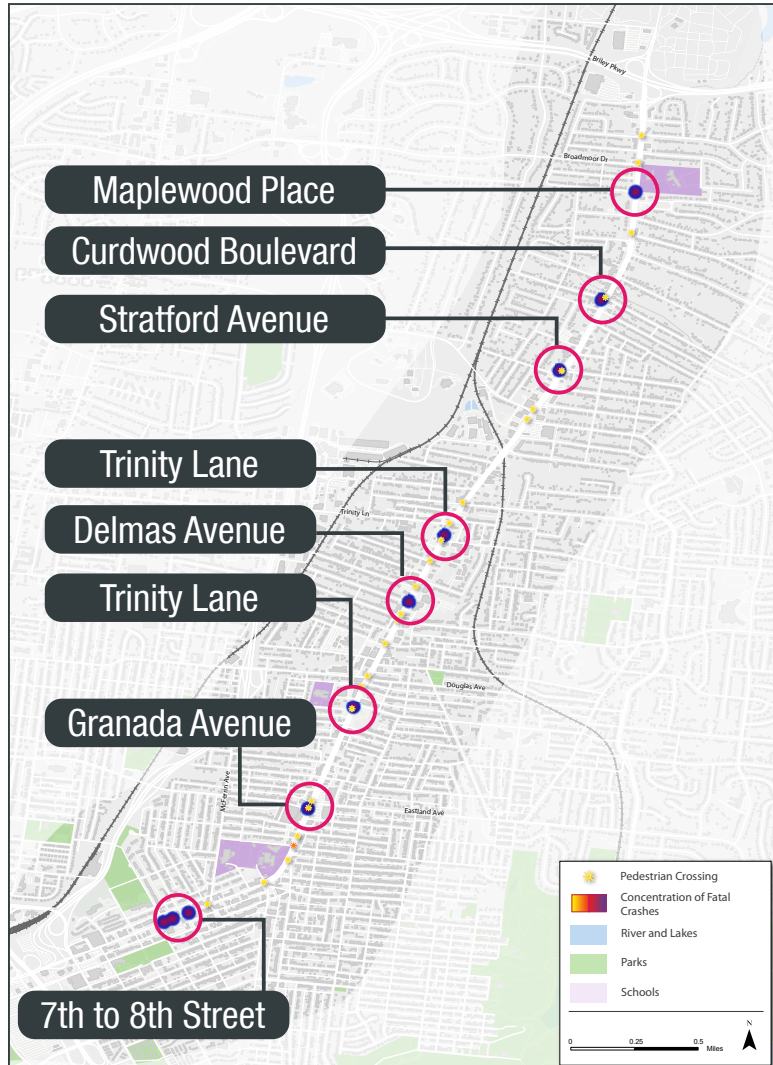 Briley Pkwy
Broadmoor Dr
Maplewood Place
Curdwood Boulevard
Stratford Avenue
Trinity Lane
Trinity Ln
Delmas Avenue
Trinity Lane
Douglas Ave
Granada Avenue
McFerrin Ave
Eastland Ave
7th to 8th Street
Pedestrian Crossing
Concentration of Fatal
Crashes
River and Lakes
Parks
Schools
N
0 0.25 0.5
Miles